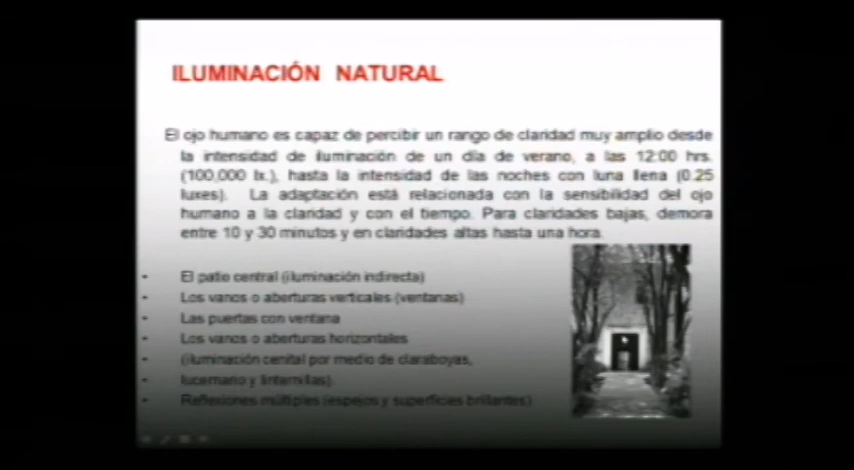 ILUMINACIÓN NATURAL
El ojo humano es capaz de percibir un rango de claridad muy amplio desde
la intensidad de iluminación de un día de verano, a las 12:00 hrs.
(100,000 lx.), hasta la intensidad de las noches con luna llena (0.25
luxes). La adaptación está relacionada con la sensibilidad del ojo
humano a la claridad y con el tiempo. Para claridades bajas, demora
entre 10 y 30 minutos y en claridades altas hasta una hora.
• El patio central (iluminación indirecta)
• Los vanos o aberturas verticales (ventanas)
• Las puertas con ventana
• Los vanos o aberturas horizontales
• (iluminación cenital por medio de claraboyas,
• lucernario y linternillas).
• Reflexiones múltiples (espejos y superficies brillantes)